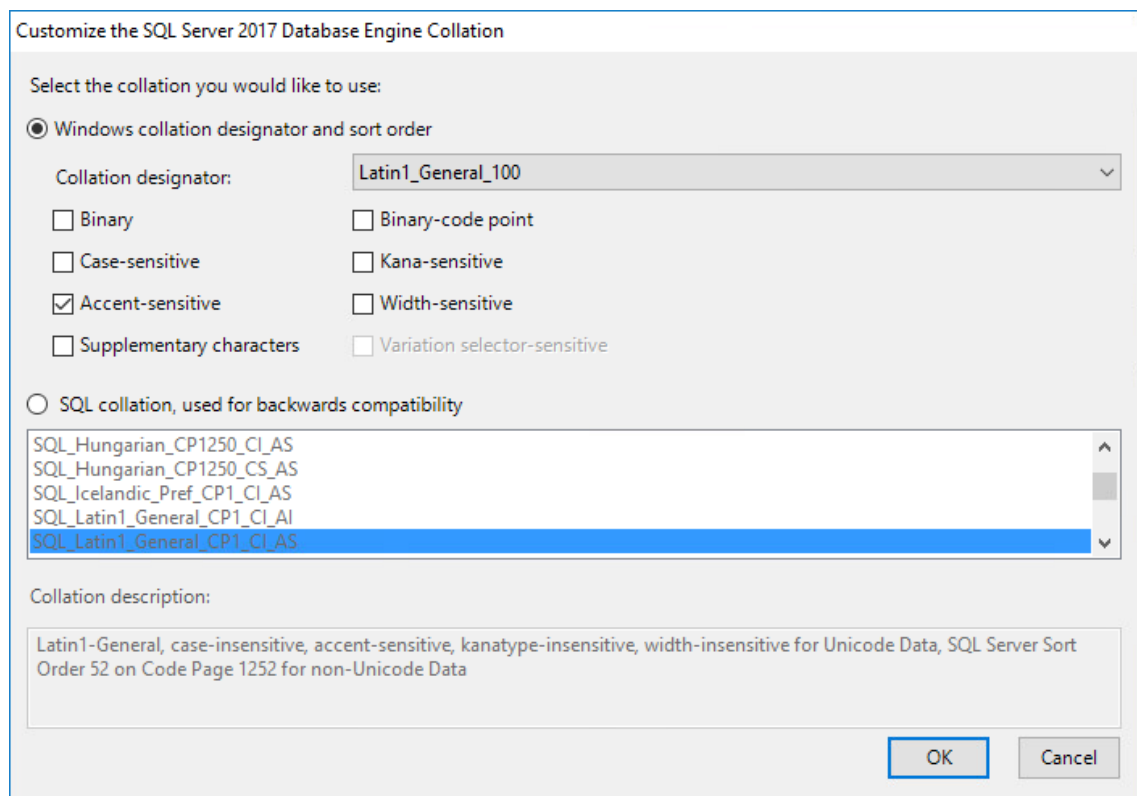 Customize the SQL Server 2017 Database Engine Collation
Select the collation you would like to use:
Windows collation designator and sort order
Collation designator: Latin1_General_100
Binary Binary-code point
Case-sensitive Kana-sensitive
Accent-sensitive Width-sensitive
Supplementary characters Variation selector-sensitive
SQL collation, used for backwards compatibility
SQL_Hungarian_CP1250_CI_AS
SQL_Hungarian_CP1250_CS_AS
SQL_Icelandic_Pref_CP1_CI_AS
SQL_Latin1_General_CP1_CI_AI
SQL_Latin1_General_CP1_CI_AS
Collation description:
Latin1-General, case-insensitive, accent-sensitive, kanatype-insensitive, width-insensitive for Unicode Data, SQL Server Sort
Order 52 on Code Page 1252 for non-Unicode Data
OK Cancel